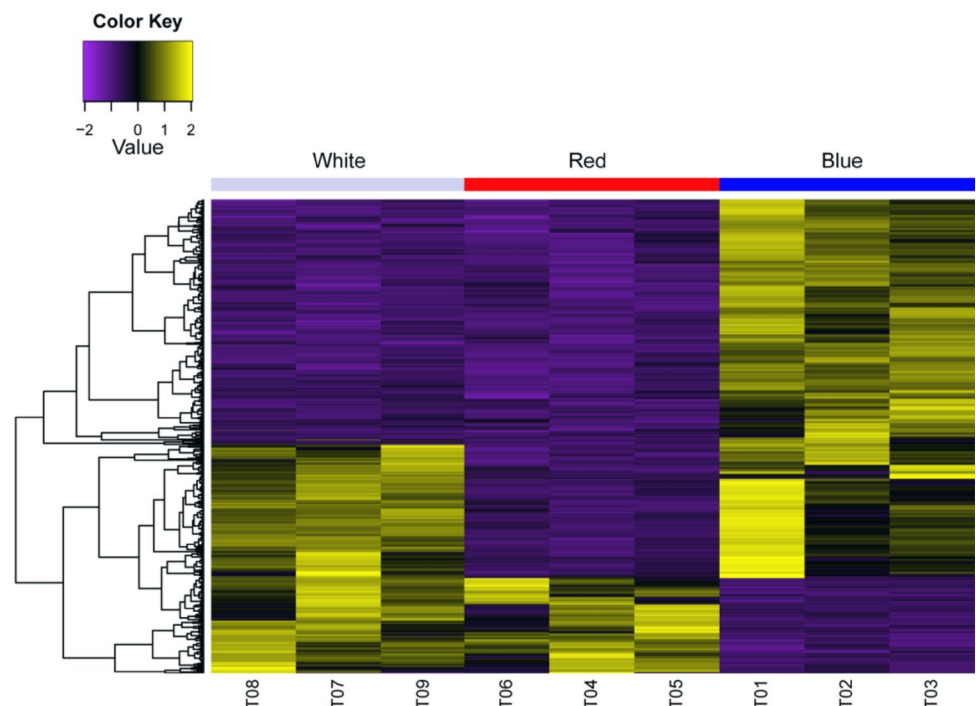 Color Key
−2 0 1 2
Value
White Red Blue
T08 T07 T09 T06 T04 T05 T01 T02 T03